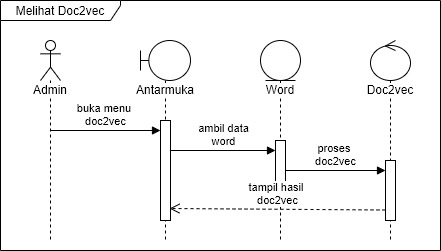 Melihat Doc2vec
Admin
Antarmuka
Word
Doc2vec
buka menu
doc2vec
ambil data
word
proses
doc2vec
tampil hasil
doc2vec